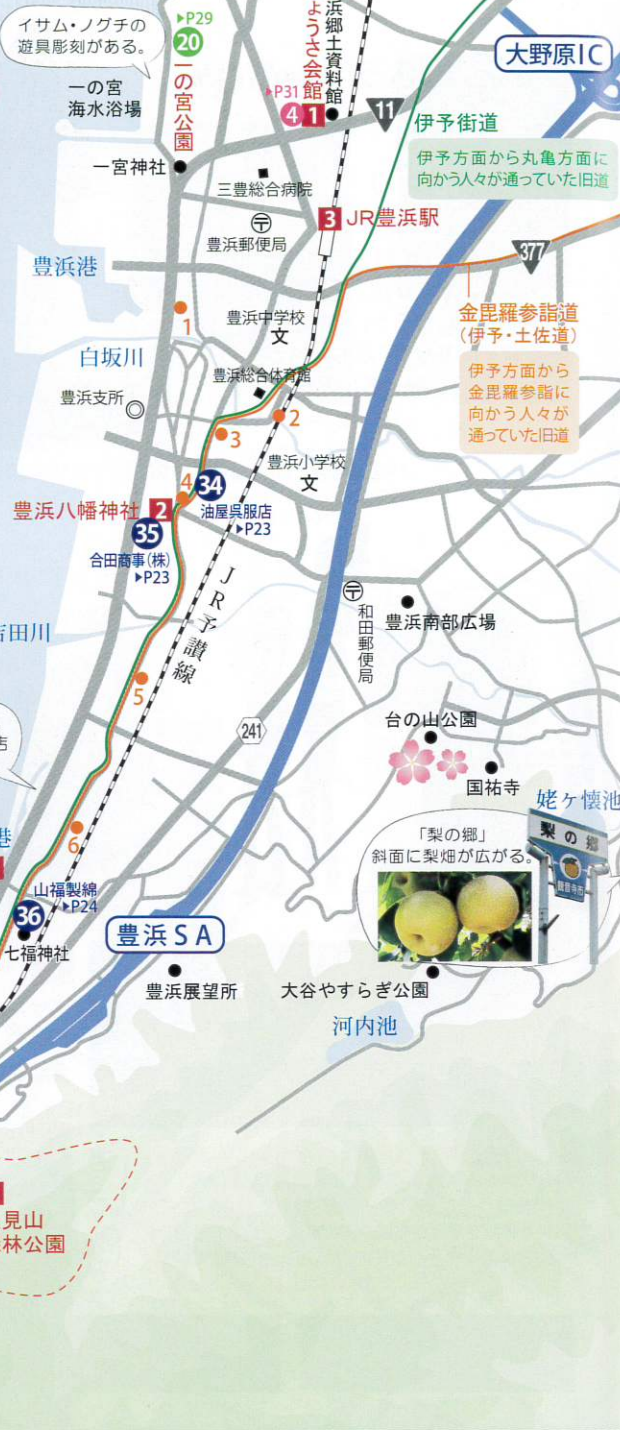 イサム・ノグチの
遊具彫刻がある。
▶P29
20
一の宮公園
一の宮
海水浴場
一宮神社
浜郷土資料館
ょうさ会館
▶P31
4
1
11
大野原IC
伊予街道
伊予方面から丸亀方面に
向かう人々が通っていた旧道
三豊総合病院
豊浜郵便局
3
JR豊浜駅
377
豊浜港
金毘羅参詣道
(伊予・土佐道)
伊予方面から
金毘羅参詣に
向かう人々が
通っていた旧道
1
豊浜中学校
文
白坂川
豊浜総合体育館
豊浜支所
2
3
豊浜小学校
文
4
34
油屋呉服店
▶P23
豊浜八幡神社
2
35
合田商事(株)
▶P23
JR予讃線
〒
和田郵便局
豊浜南部広場
吉田川
5
241
台の山公園
国祐寺
姥ヶ懐池
店
港
6
「梨の郷」
斜面に梨畑が広がる。
梨の郷
観音寺市
山福製綿
▶P24
36
七福神社
豊浜SA
豊浜展望所
大谷やすらぎ公園
河内池
見山
林公園